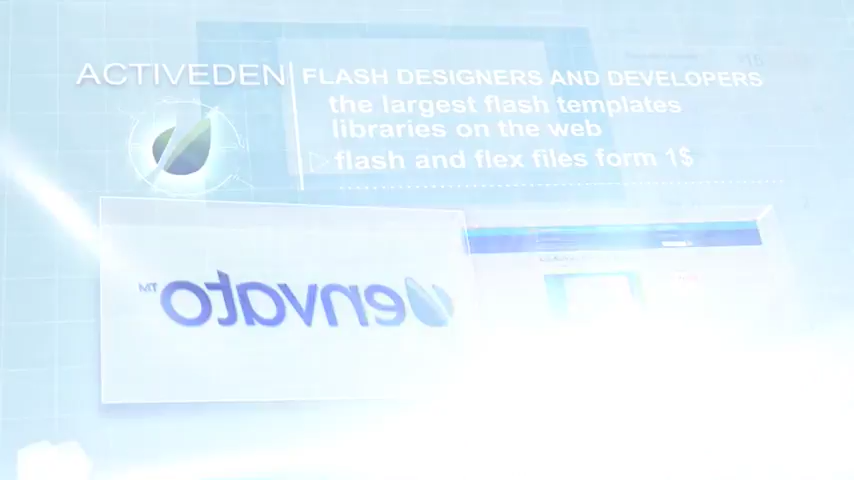 ACTIVEDEN
FLASH DESIGNERS AND DEVELOPERS
the largest flash templates
libraries on the web
flash and flex files form 1$
envato™